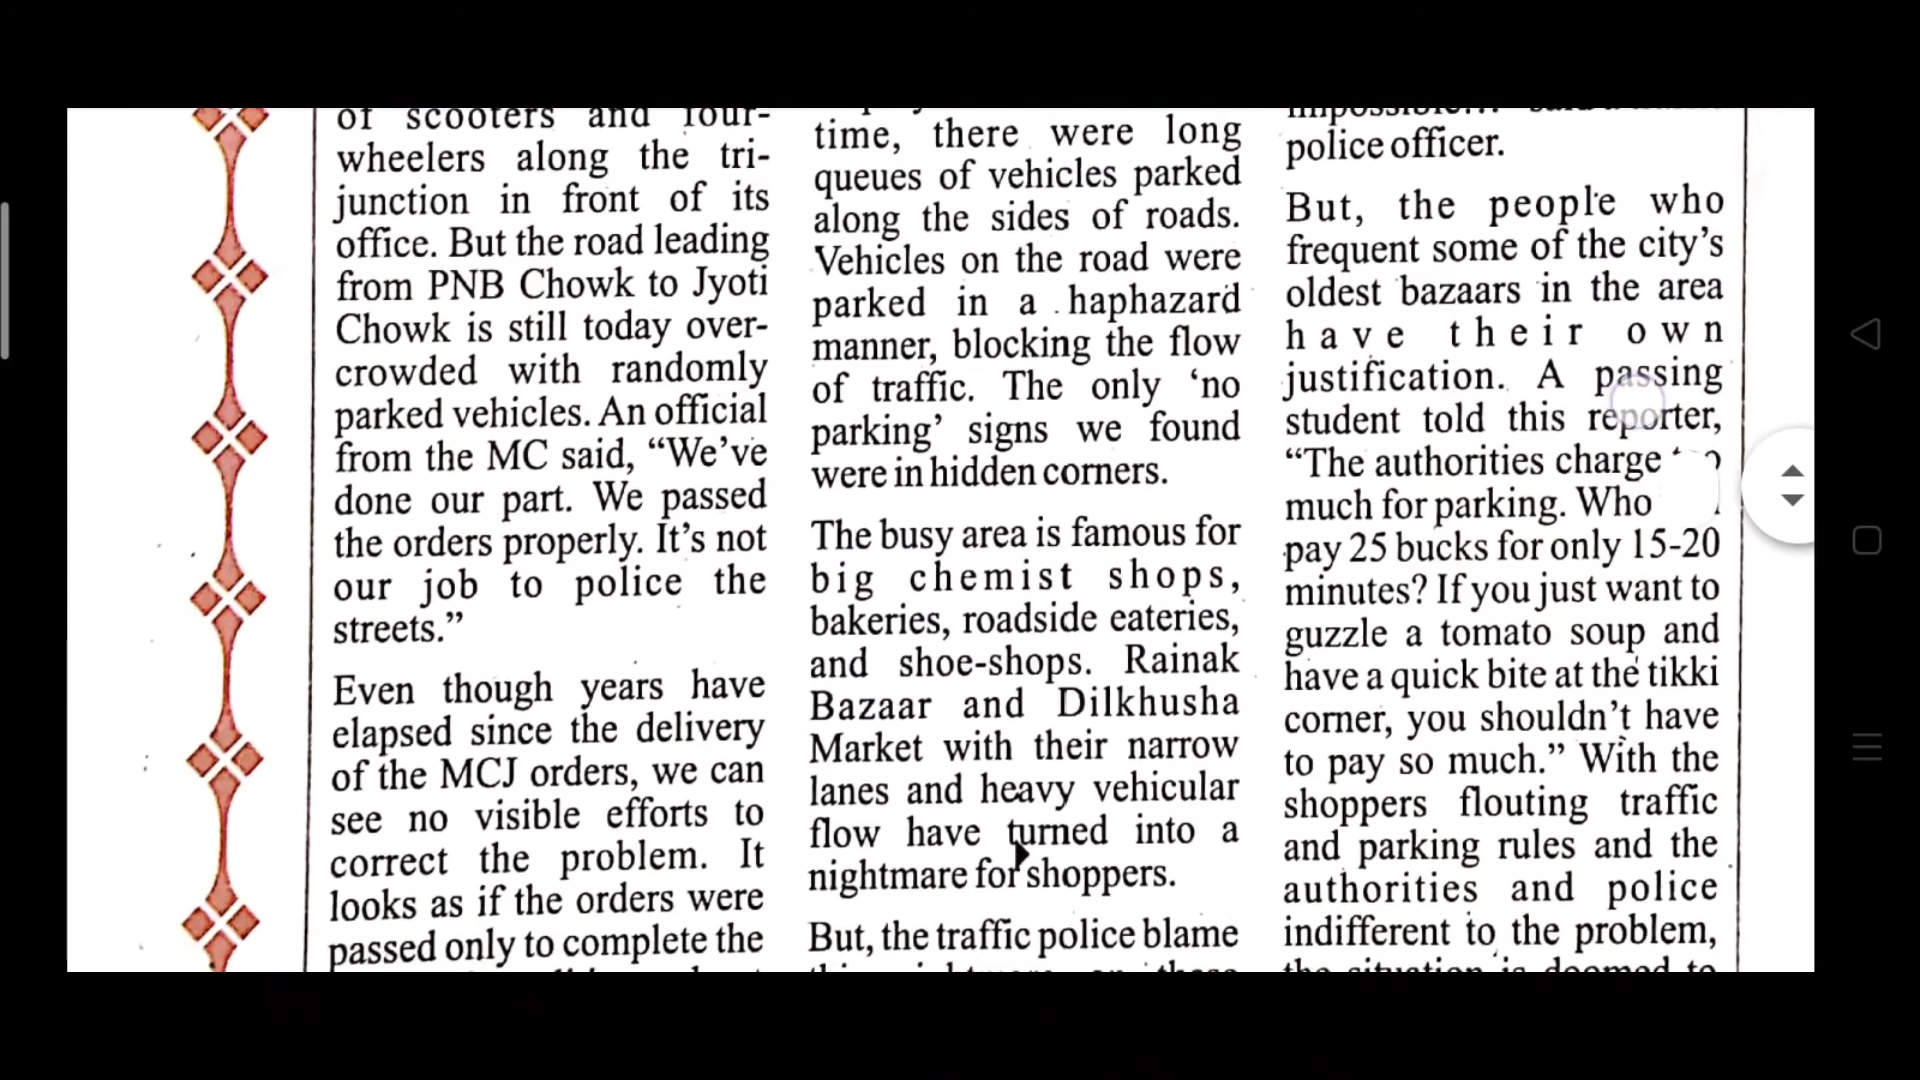 of scooters and four-
wheelers along the tri-
junction in front of its
office. But the road leading
from PNB Chowk to Jyoti
Chowk is still today over-
crowded with randomly
parked vehicles. An official
from the MC said, “We’ve
done our part. We passed
the orders properly. It’s not
our job to police the
streets.”
Even though years have
elapsed since the delivery
of the MCJ orders, we can
see no visible efforts to
correct the problem. It
looks as if the orders were
passed only to complete the
time, there were long
queues of vehicles parked
along the sides of roads.
Vehicles on the road were
parked in a haphazard
manner, blocking the flow
of traffic. The only ‘no
parking’ signs we found
were in hidden corners.
The busy area is famous for
big chemist shops,
bakeries, roadside eateries,
and shoe-shops. Rainak
Bazaar and Dilkhusha
Market with their narrow
lanes and heavy vehicular
flow have turned into a
nightmare for shoppers.
But, the traffic police blame
police officer.
But, the people who
frequent some of the city’s
oldest bazaars in the area
have their own
justification. A passing
student told this reporter,
“The authorities charge
much for parking. Who
pay 25 bucks for only 15-20
minutes? If you just want to
guzzle a tomato soup and
have a quick bite at the tikki
corner, you shouldn’t have
to pay so much.” With the
shoppers flouting traffic
and parking rules and the
authorities and police
indifferent to the problem,
the situation is doomed to